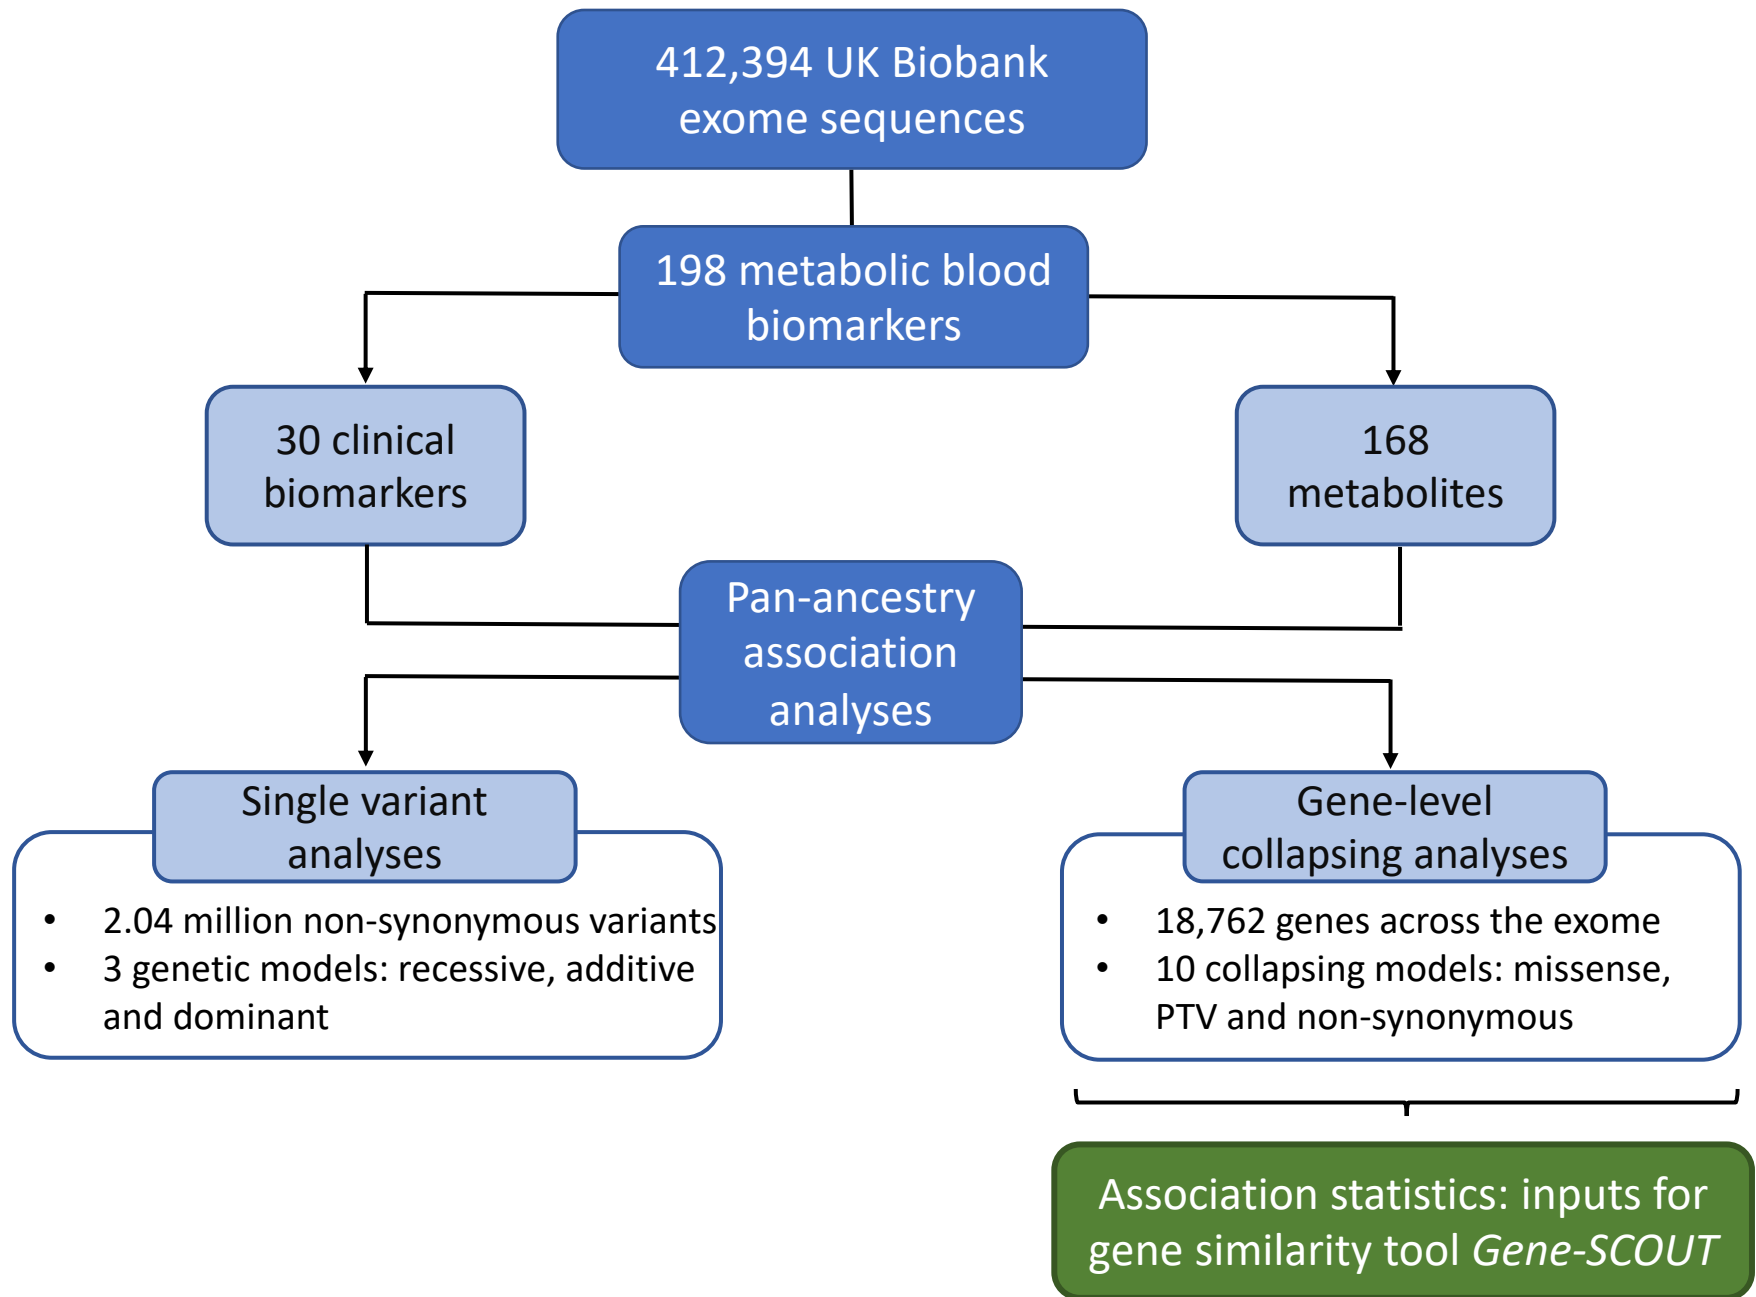 412,394 UK Biobank
exome sequences
198 metabolic blood
biomarkers
30 clinical
biomarkers
168
metabolites
Pan-ancestry
association
analyses
Single variant
analyses
• 2.04 million non-synonymous variants
• 3 genetic models: recessive, additive
and dominant
Gene-level
collapsing analyses
• 18,762 genes across the exome
• 10 collapsing models: missense,
PTV and non-synonymous
Association statistics: inputs for
gene similarity tool Gene-SCOUT